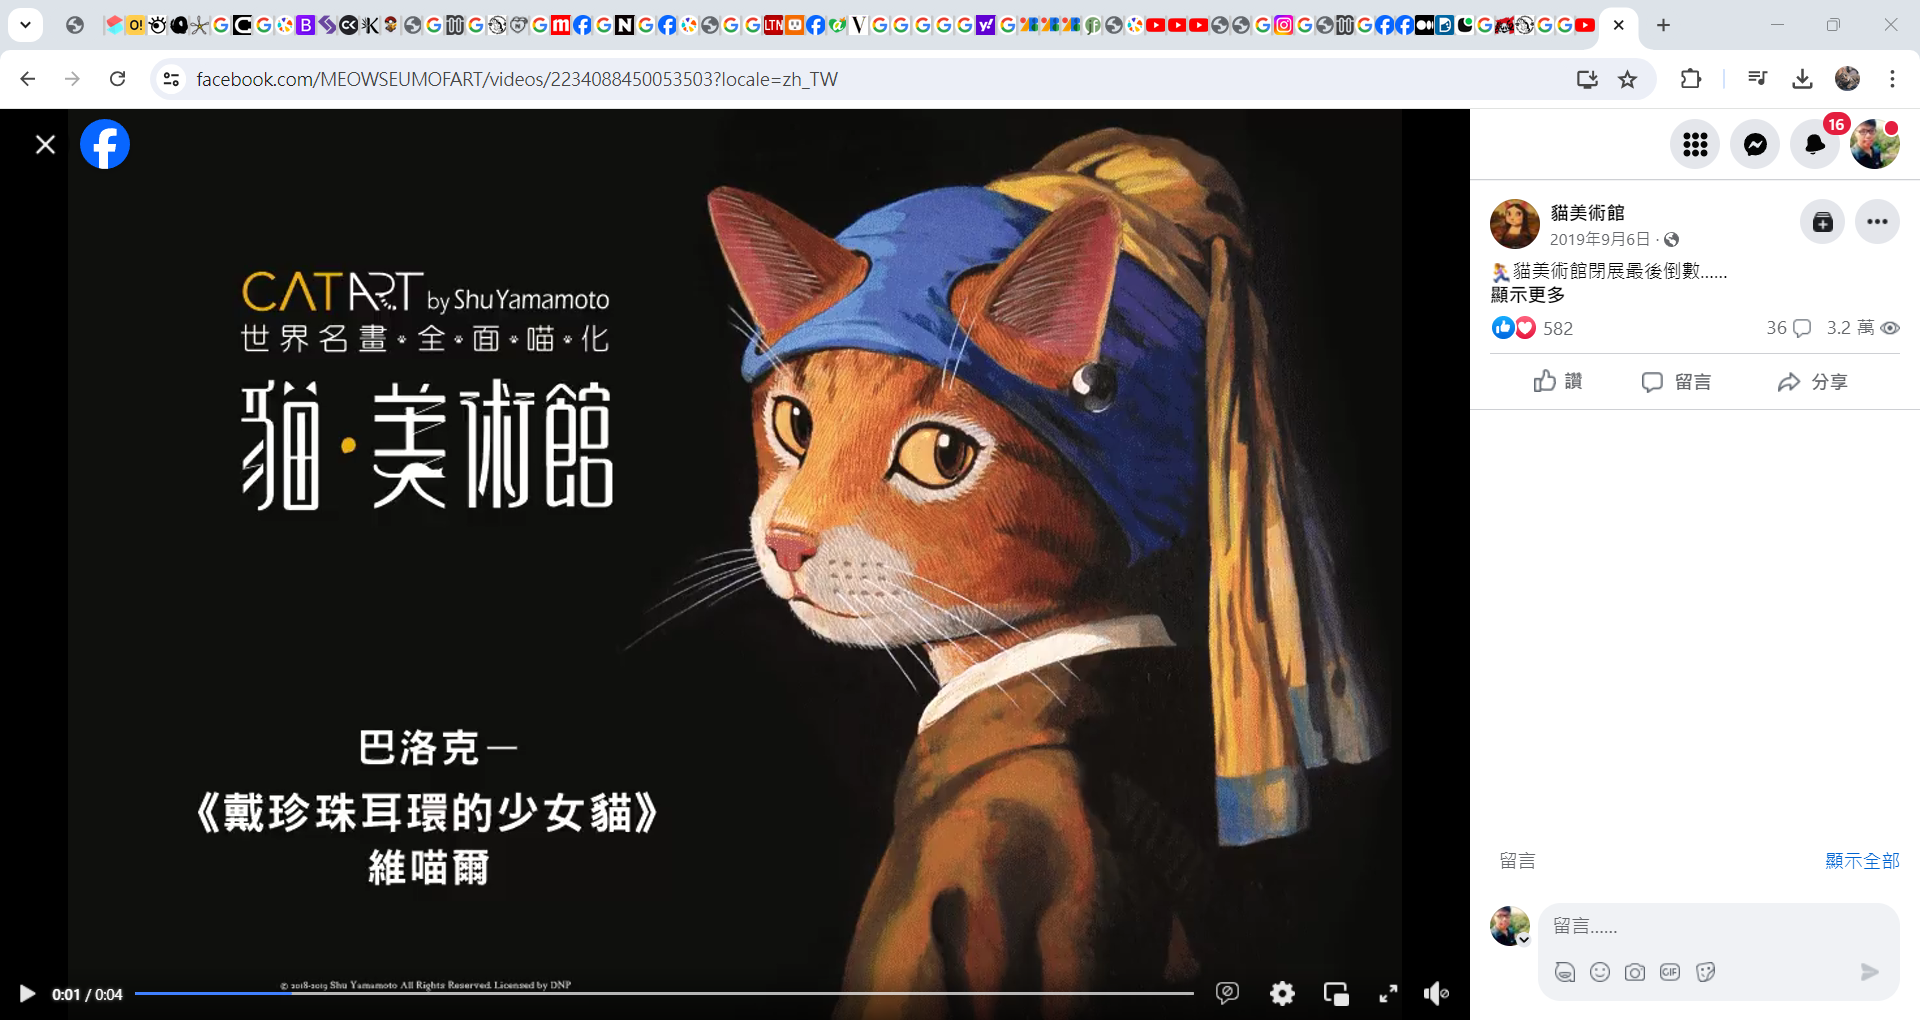 facebook.com/MEOWSEUMOFART/videos/2234088450053503?locale=zh_TW
CATART by Shu Yamamoto
世界名畫・全・面・喵・化
貓・美術館
巴洛克—
《戴珍珠耳環的少女貓》
維喵爾
© 2018-2019 Shu Yamamoto All Rights Reserved. Licensed by DNP
0:01 / 0:04
16
貓美術館
2019年9月6日 ·
貓美術館閉展最後倒數......
顯示更多
582
36
3.2 萬
讚
留言
分享
留言
顯示全部
留言......
GIF